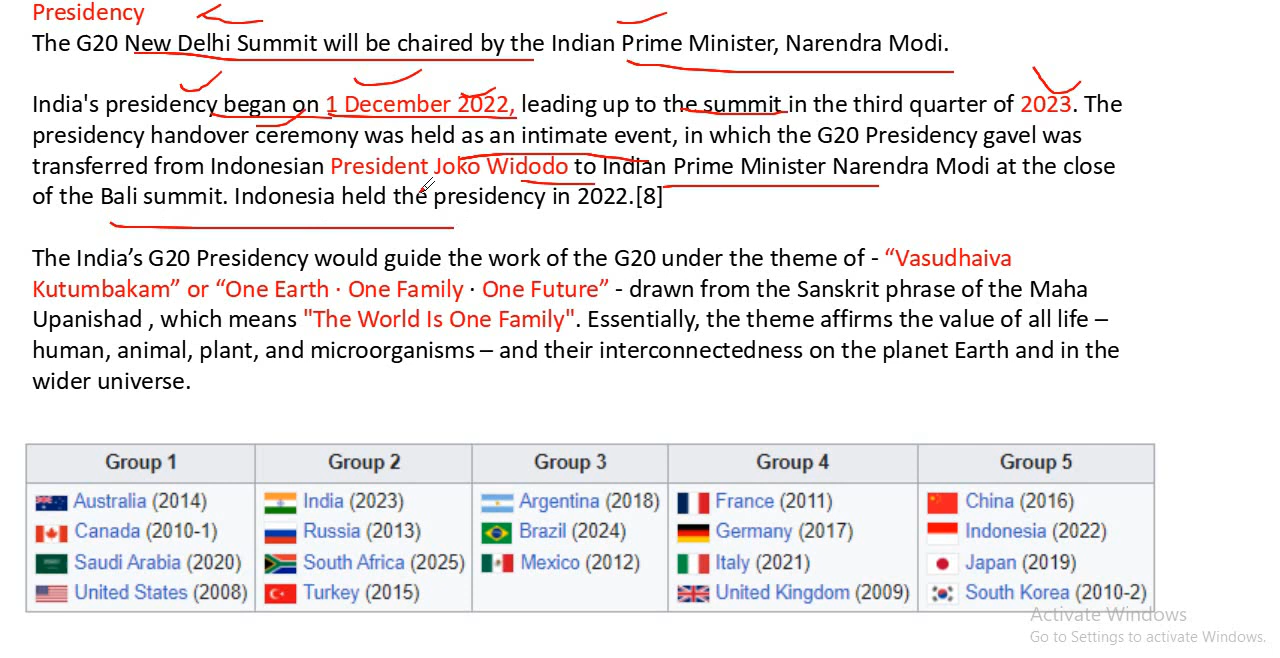 Presidency
The G20 New Delhi Summit will be chaired by the Indian Prime Minister, Narendra Modi.
India's presidency began on 1 December 2022, leading up to the summit in the third quarter of 2023. The
presidency handover ceremony was held as an intimate event, in which the G20 Presidency gavel was
transferred from Indonesian President Joko Widodo to Indian Prime Minister Narendra Modi at the close
of the Bali summit. Indonesia held the presidency in 2022.[8]
The India’s G20 Presidency would guide the work of the G20 under the theme of - “Vasudhaiva
Kutumbakam” or “One Earth · One Family · One Future” - drawn from the Sanskrit phrase of the Maha
Upanishad , which means "The World Is One Family". Essentially, the theme affirms the value of all life –
human, animal, plant, and microorganisms – and their interconnectedness on the planet Earth and in the
wider universe.
Group 1 Group 2 Group 3 Group 4 Group 5
Australia (2014) India (2023) Argentina (2018) France (2011) China (2016)
Canada (2010-1) Russia (2013) Brazil (2024) Germany (2017) Indonesia (2022)
Saudi Arabia (2020) South Africa (2025) Mexico (2012) Italy (2021) Japan (2019)
United States (2008) Turkey (2015) United Kingdom (2009) South Korea (2010-2)
Activate Windows
Go to Settings to activate Windows.